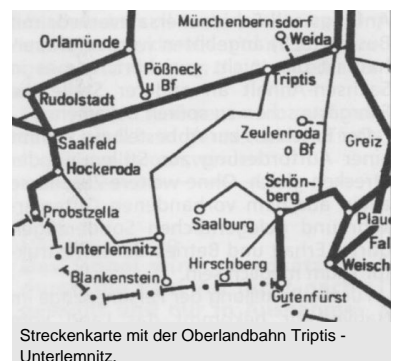 Münchenbernsdorf
Orlamünde
Weida
Pößneck
u Bf
Triptis
Rudolstadt
Zeulenroda
o Bf
Greiz
Saalfeld
Hockeroda
Schön-
berg
Probstzella
Saalburg
Plaue
Fal
Unterlemnitz
Hirschberg
Weisch
Blankenstein
Gutenfürst
Streckenkarte mit der Oberlandbahn Triptis -
Unterlemnitz.